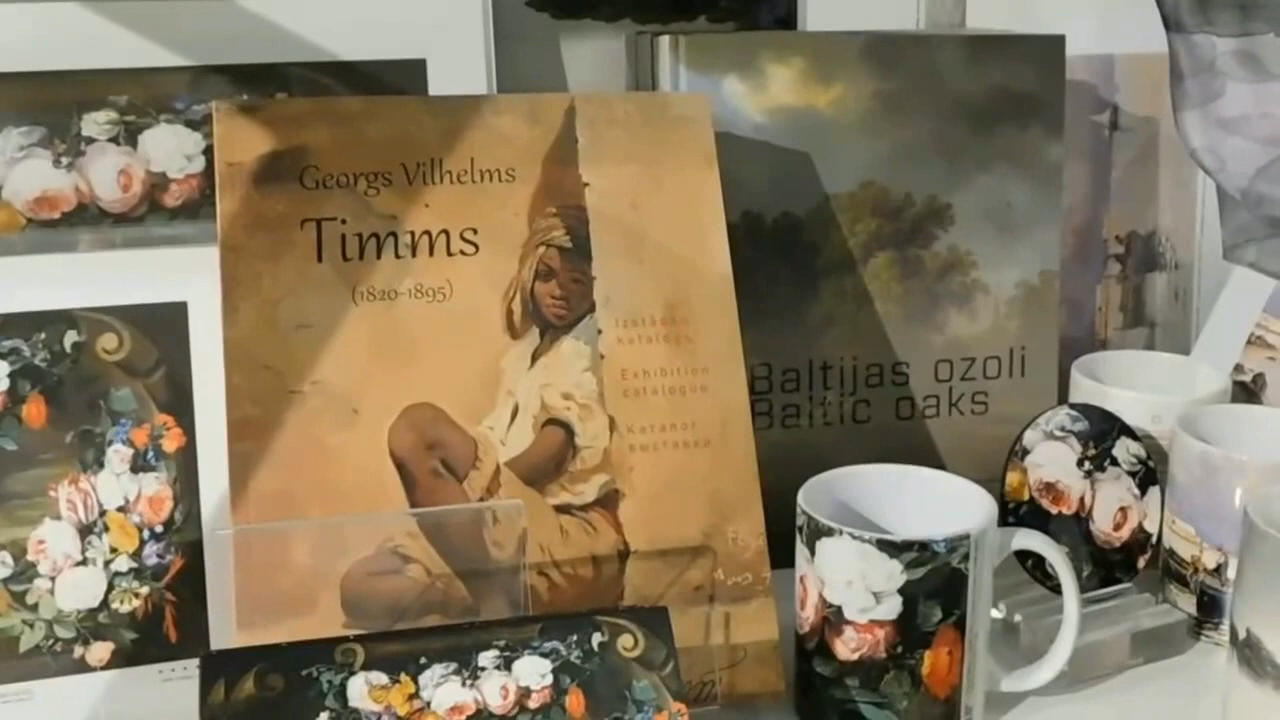 Georgs Vilhelms
Timms
(1820-1895)
Izstādes
katalogs
Exhibition
catalogue
Каталог
выставки
Baltijas ozoli
Baltic oaks